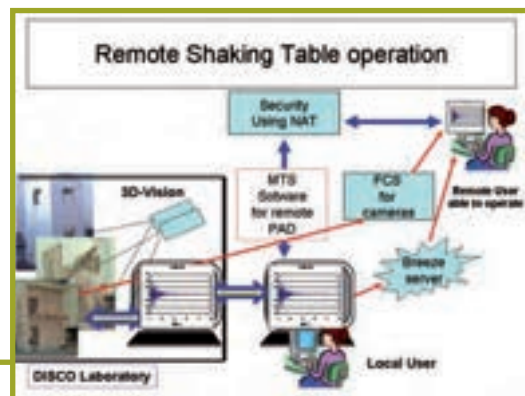 Remote Shaking Table operation
Security
Using NAT
3D-Vision
MTS
Sotware
for remote
PAD
FCS
for
cameras
Remote User
able to operate
Breeze
server
Local User
DISCO Laboratory